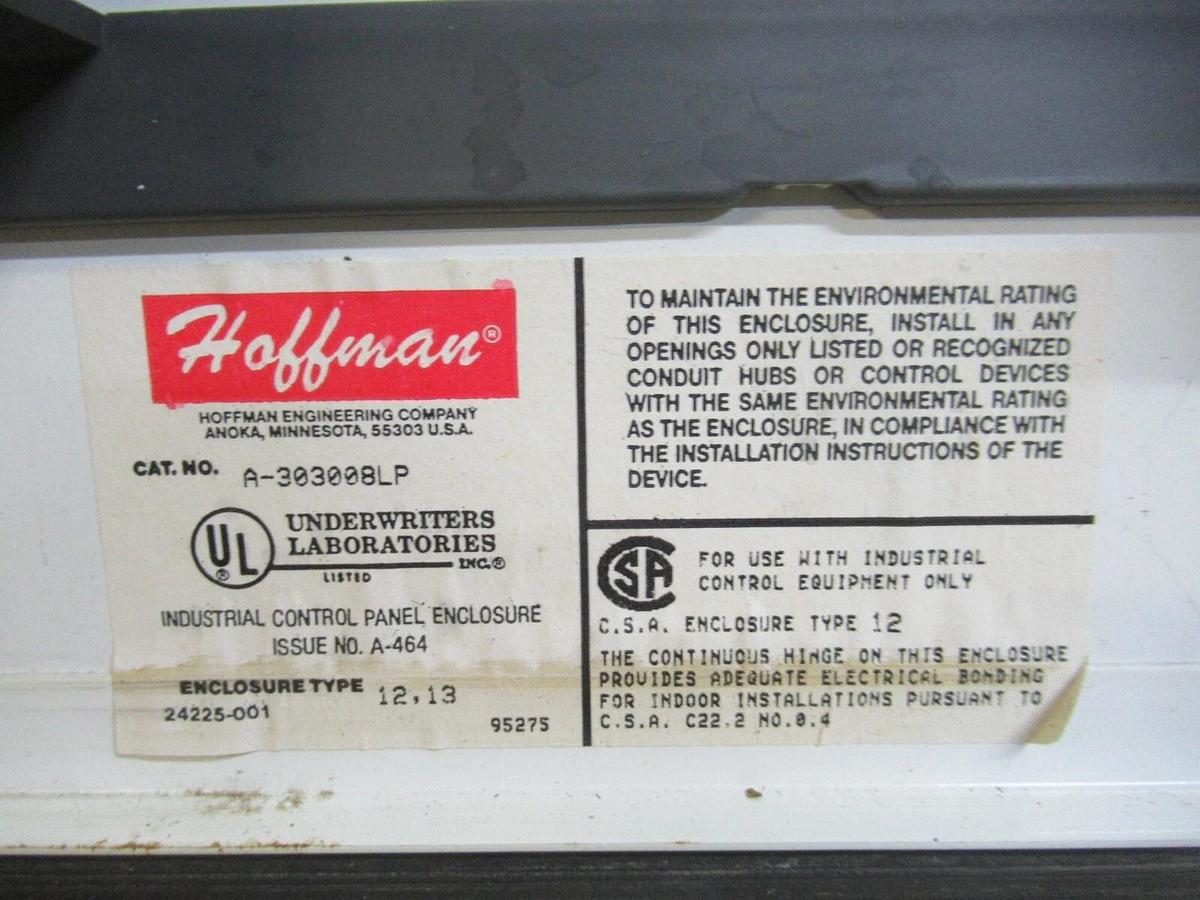 Hoffman®
HOFFMAN ENGINEERING COMPANY
ANOKA, MINNESOTA, 55303 U.S.A.
CAT. NO. A-303008LP
UL®
UNDERWRITERS
LABORATORIES
INC.®
LISTED
INDUSTRIAL CONTROL PANEL ENCLOSURE
ISSUE NO. A-464
ENCLOSURE TYPE 12,13
24225-001
95275
TO MAINTAIN THE ENVIRONMENTAL RATING
OF THIS ENCLOSURE, INSTALL IN ANY
OPENINGS ONLY LISTED OR RECOGNIZED
CONDUIT HUBS OR CONTROL DEVICES
WITH THE SAME ENVIRONMENTAL RATING
AS THE ENCLOSURE, IN COMPLIANCE WITH
THE INSTALLATION INSTRUCTIONS OF THE
DEVICE.
CSA
FOR USE WITH INDUSTRIAL
CONTROL EQUIPMENT ONLY
C.S.A. ENCLOSURE TYPE 12
THE CONTINUOUS HINGE ON THIS ENCLOSURE
PROVIDES ADEQUATE ELECTRICAL BONDING
FOR INDOOR INSTALLATIONS PURSUANT TO
C.S.A. C22.2 NO.0.4